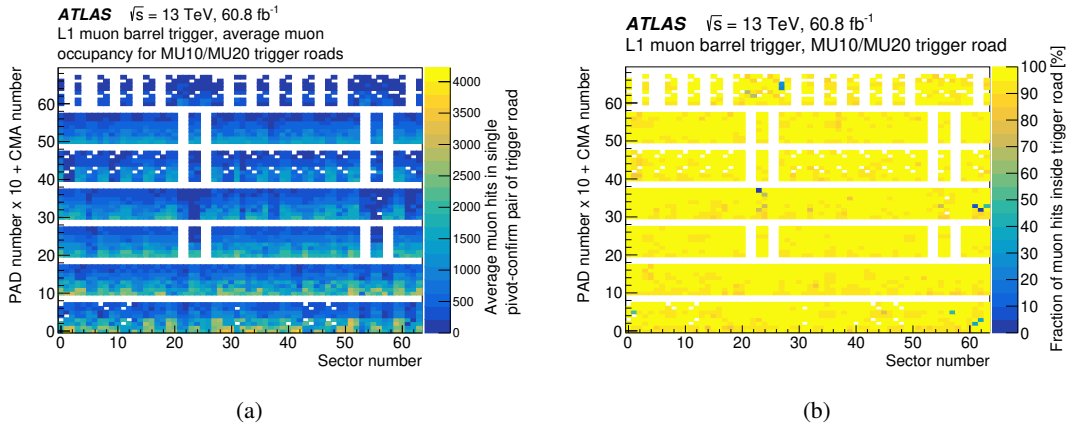 ATLAS √s = 13 TeV, 60.8 fb-1
L1 muon barrel trigger, average muon
occupancy for MU10/MU20 trigger roads
PAD number x 10 + CMA number
60
50
40
30
20
10
0
0 10 20 30 40 50 60
Sector number
4000
3500
3000
2500
2000
1500
1000
500
0
Average muon hits in single
pivot-confirm pair of trigger road
(a)
ATLAS √s = 13 TeV, 60.8 fb-1
L1 muon barrel trigger, MU10/MU20 trigger road
PAD number x 10 + CMA number
60
50
40
30
20
10
0
0 10 20 30 40 50 60
Sector number
100
90
80
70
60
50
40
30
20
10
0
Fraction of muon hits inside trigger road [%]
(b)